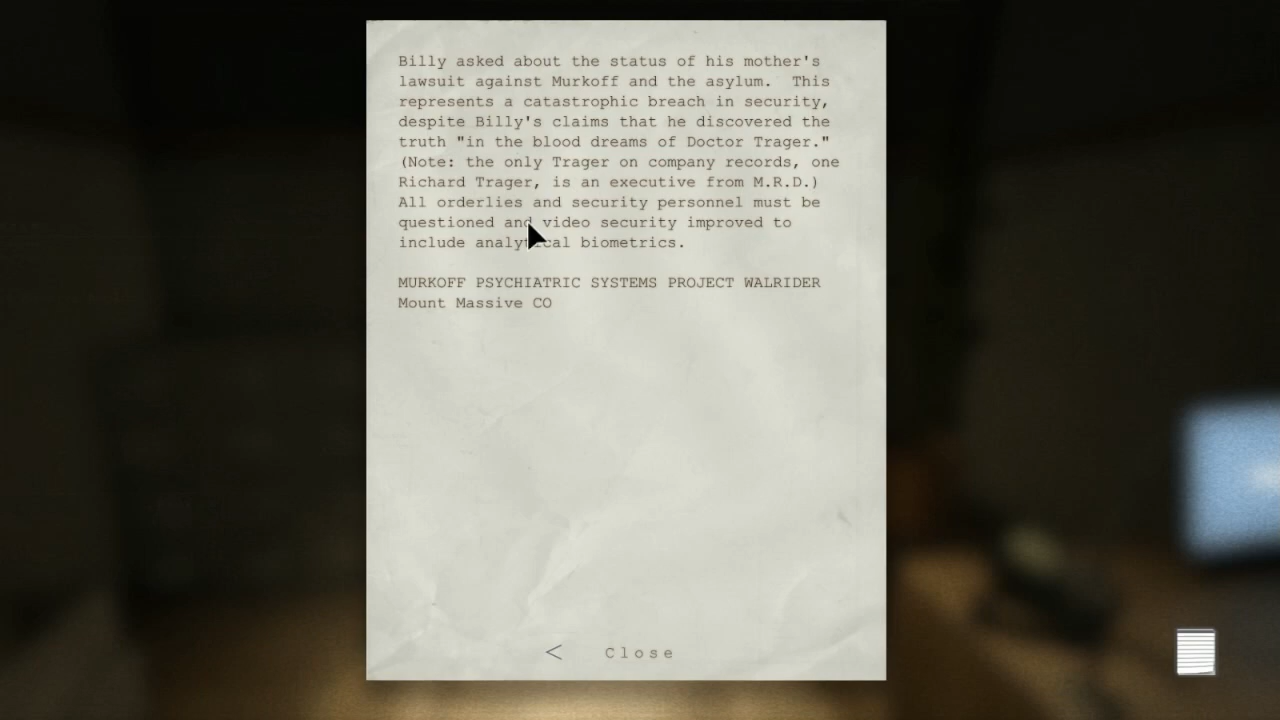 Billy asked about the status of his mother's
lawsuit against Murkoff and the asylum.  This
represents a catastrophic breach in security,
despite Billy's claims that he discovered the
truth "in the blood dreams of Doctor Trager."
(Note: the only Trager on company records, one
Richard Trager, is an executive from M.R.D.)
All orderlies and security personnel must be
questioned and video security improved to
include analytical biometrics.
MURKOFF PSYCHIATRIC SYSTEMS PROJECT WALRIDER
Mount Massive CO
< Close